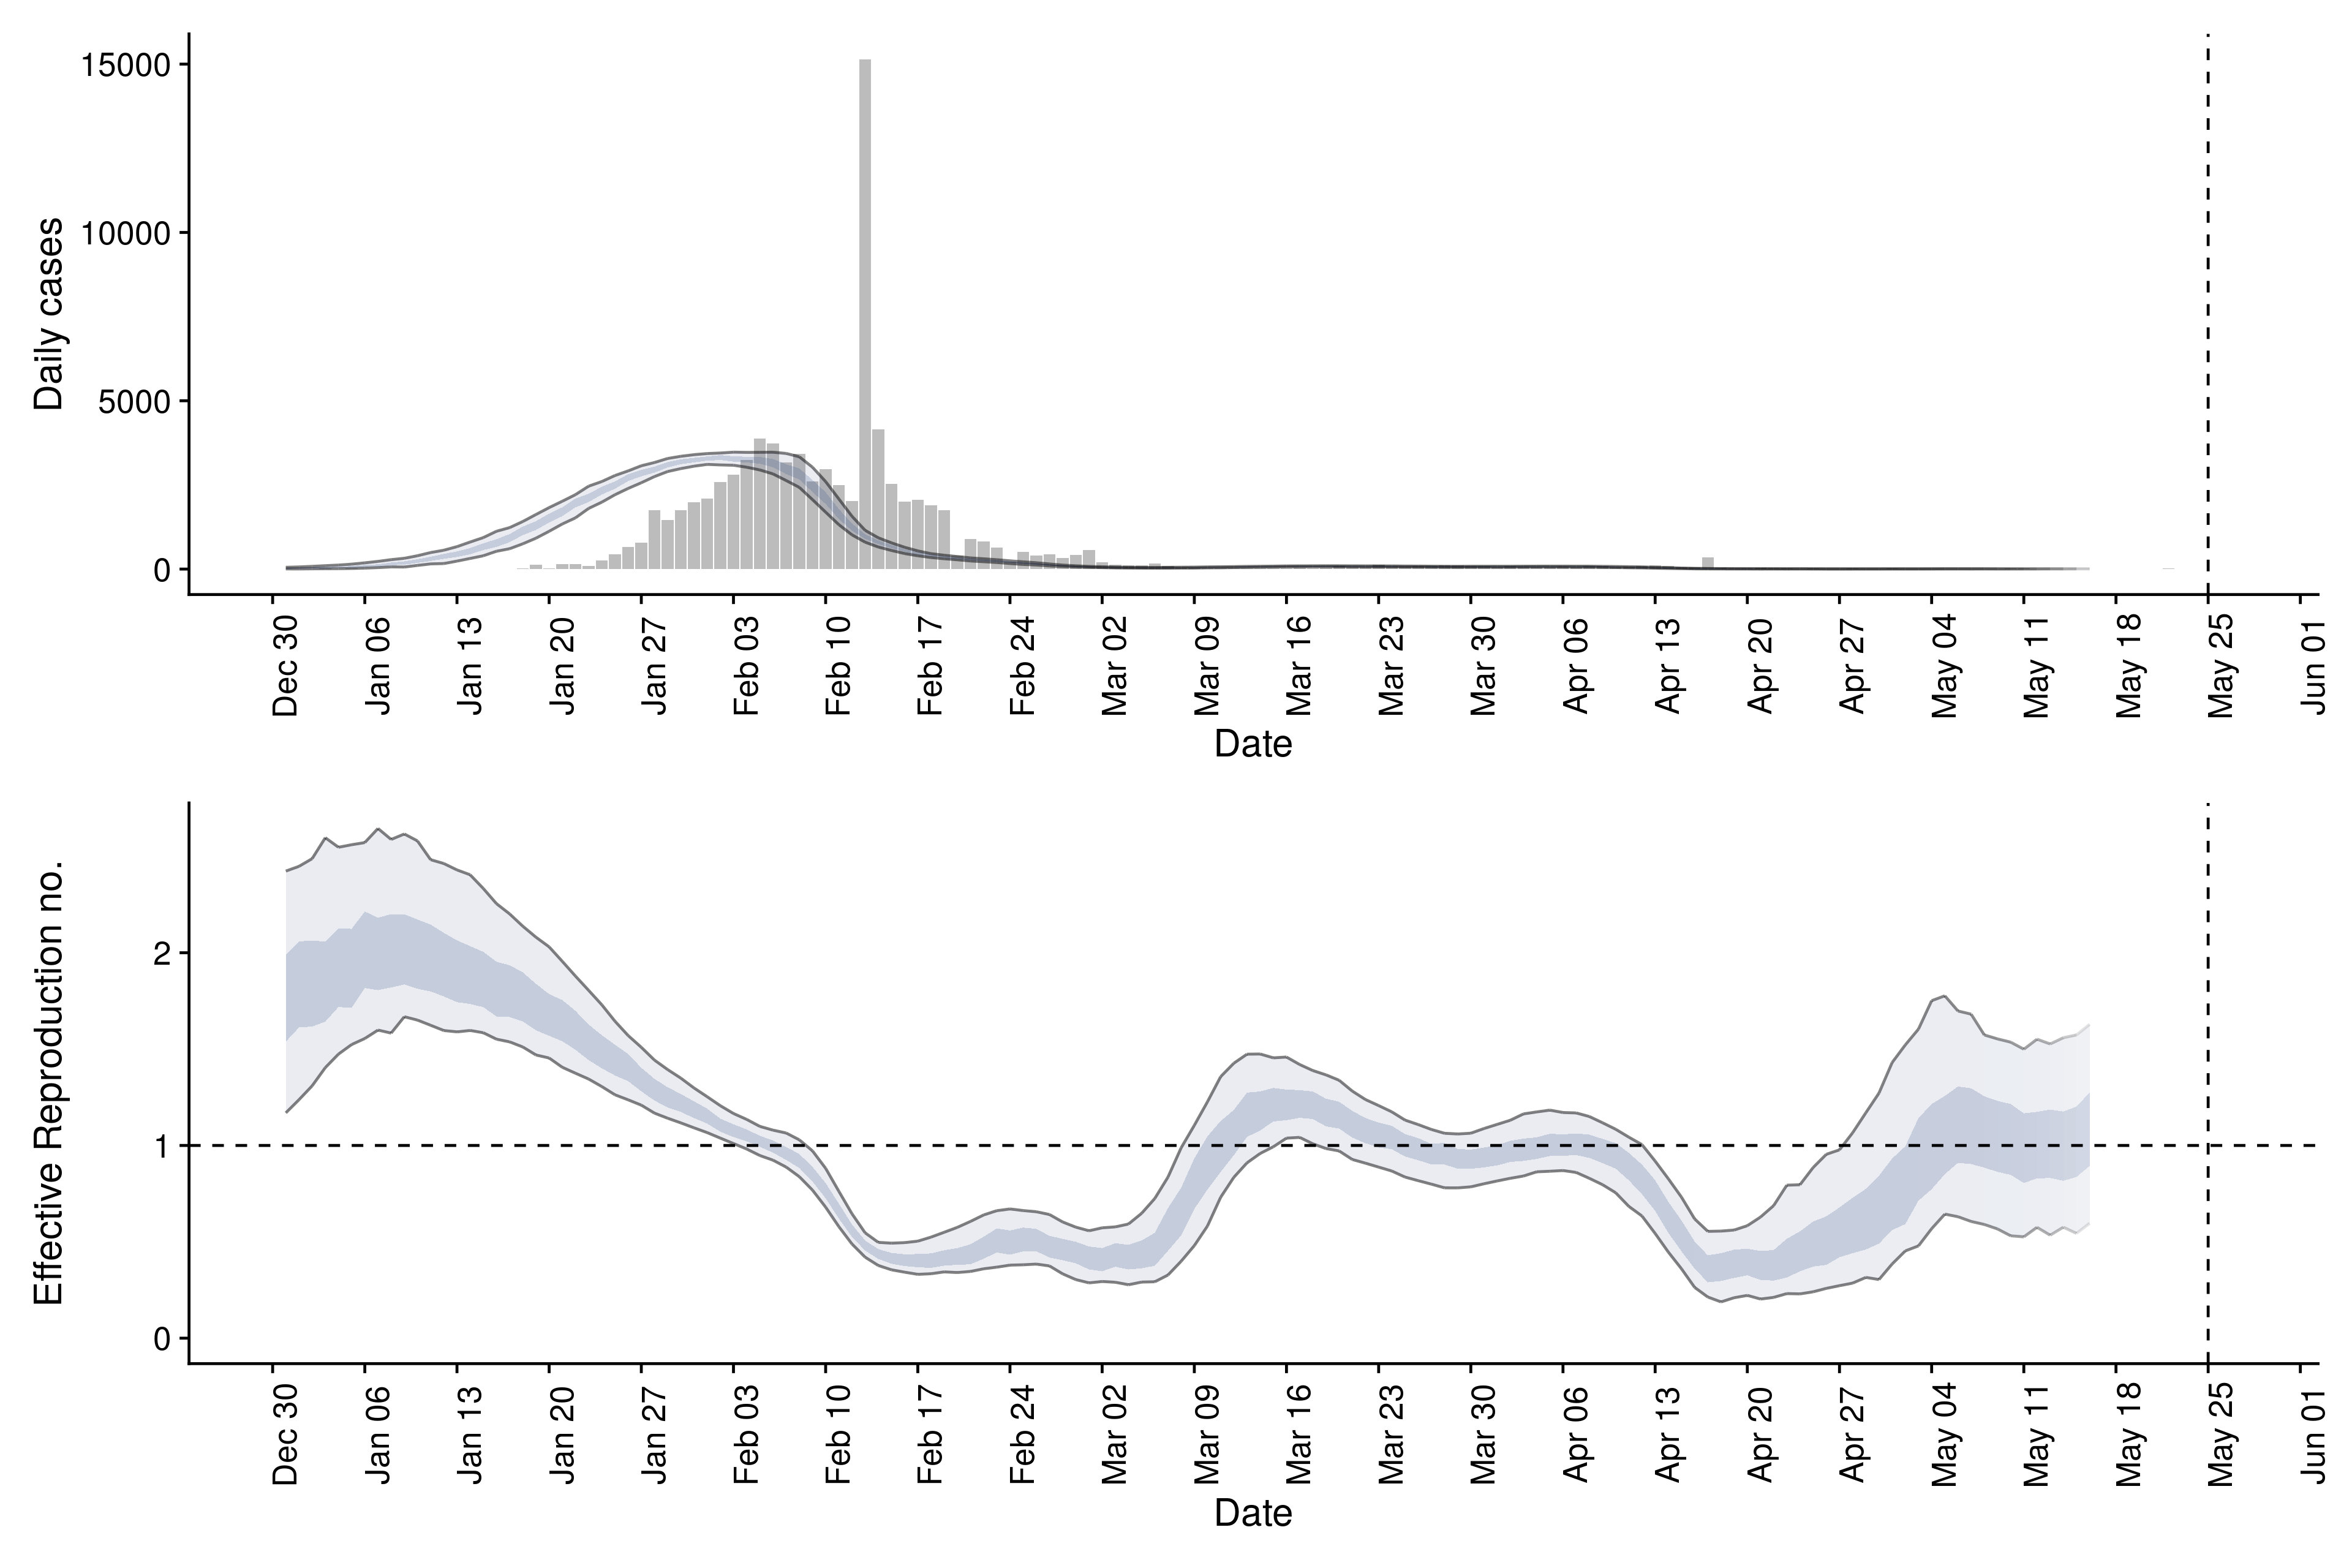 Daily cases
15000
10000
5000
0
Dec 30
Jan 06
Jan 13
Jan 20
Jan 27
Feb 03
Feb 10
Feb 17
Feb 24
Mar 02
Mar 09
Mar 16
Mar 23
Mar 30
Apr 06
Apr 13
Apr 20
Apr 27
May 04
May 11
May 18
May 25
Jun 01
Date
Effective Reproduction no.
2
1
0
Dec 30
Jan 06
Jan 13
Jan 20
Jan 27
Feb 03
Feb 10
Feb 17
Feb 24
Mar 02
Mar 09
Mar 16
Mar 23
Mar 30
Apr 06
Apr 13
Apr 20
Apr 27
May 04
May 11
May 18
May 25
Jun 01
Date